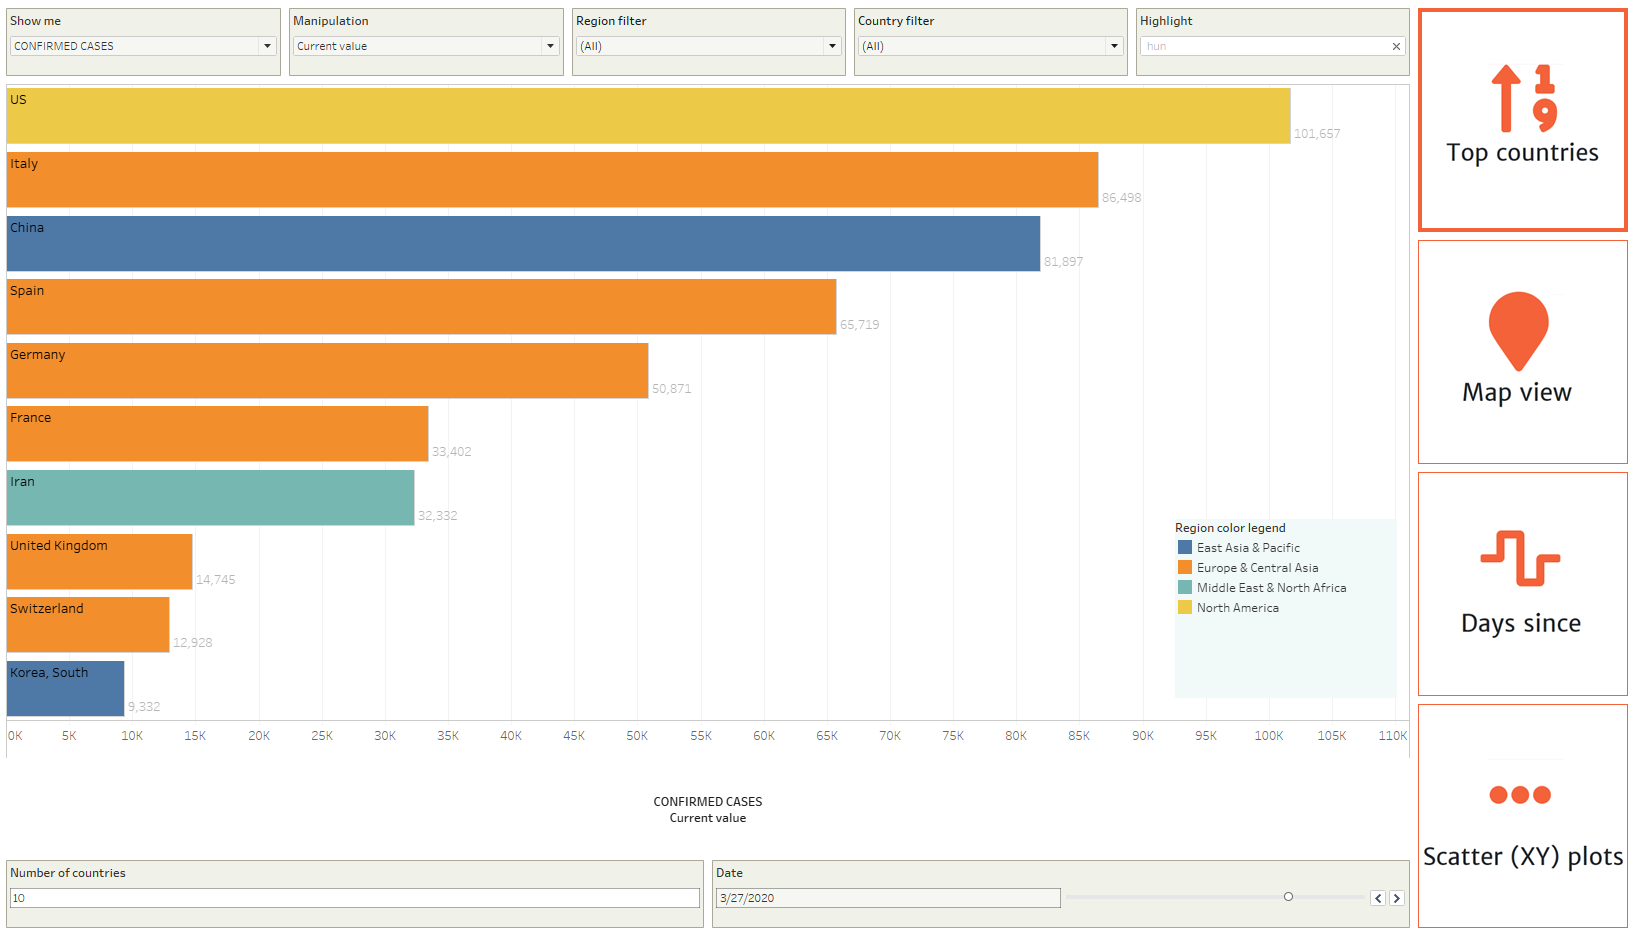 Show me
CONFIRMED CASES
Manipulation
Current value
Region filter
(All)
Country filter
(All)
Highlight
hun
US
101,657
Italy
86,498
China
81,897
Spain
65,719
Germany
50,871
France
33,402
Iran
32,332
United Kingdom
14,745
Switzerland
12,928
Korea, South
9,332
Region color legend
East Asia & Pacific
Europe & Central Asia
Middle East & North Africa
North America
0K 5K 10K 15K 20K 25K 30K 35K 40K 45K 50K 55K 60K 65K 70K 75K 80K 85K 90K 95K 100K 105K 110K
CONFIRMED CASES
Current value
Number of countries
10
Date
3/27/2020
1
9
Top countries
Map view
Days since
Scatter (XY) plots